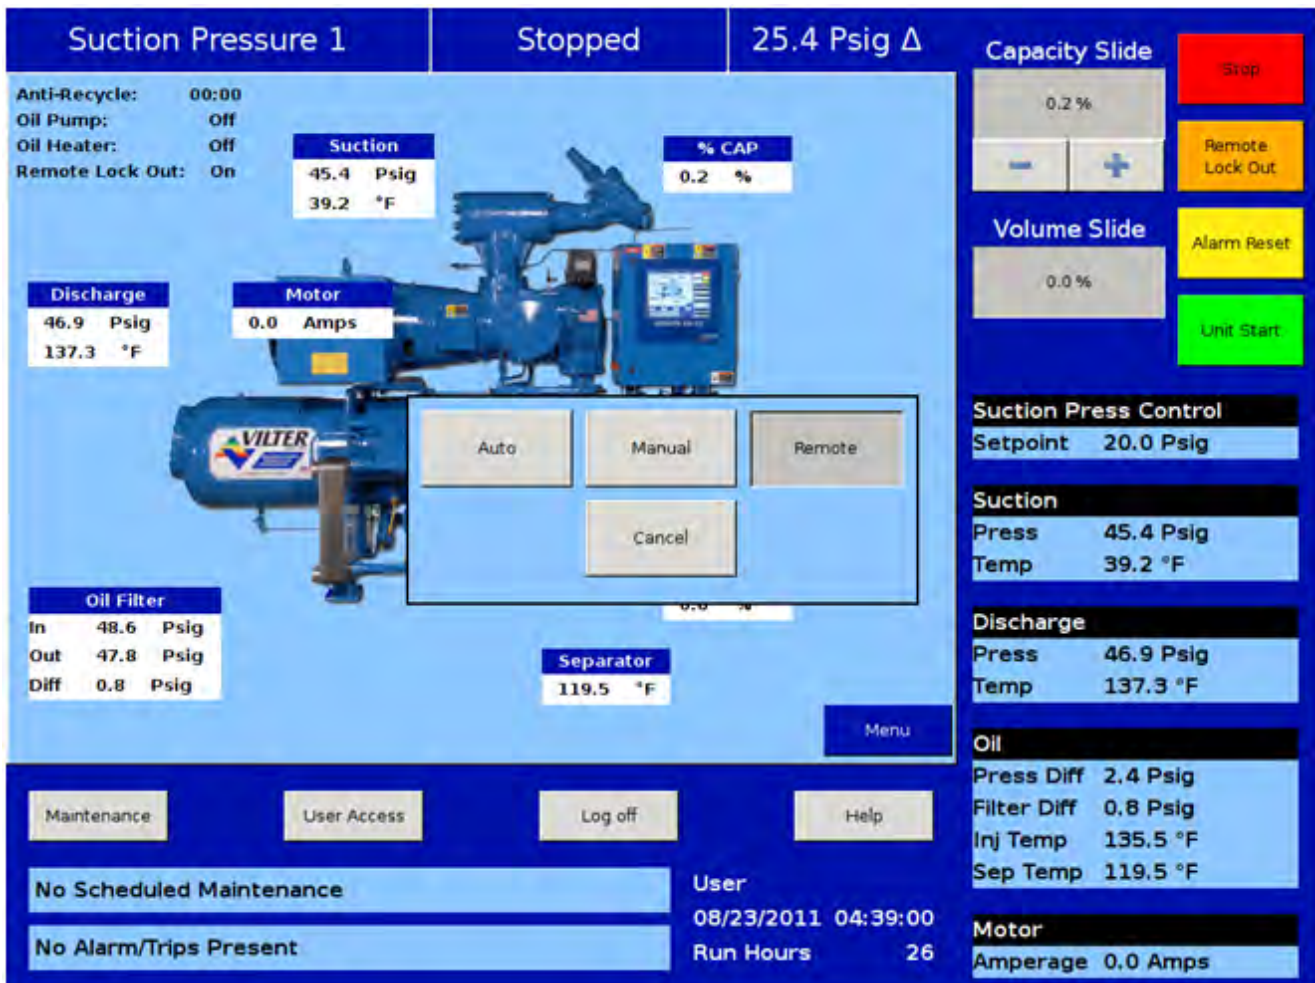 Suction Pressure 1
Stopped
25.4 Psig Δ
Anti-Recycle: 00:00
Oil Pump: Off
Oil Heater: Off
Remote Lock Out: On
Suction
45.4 Psig
39.2 °F
% CAP
0.2 %
Discharge
46.9 Psig
137.3 °F
Motor
0.0 Amps
VILTER
Auto
Manual
Remote
Cancel
Oil Filter
In 48.6 Psig
Out 47.8 Psig
Diff 0.8 Psig
Separator
119.5 °F
Menu
Maintenance
User Access
Log off
Help
No Scheduled Maintenance
No Alarm/Trips Present
User
08/23/2011 04:39:00
Run Hours 26
Capacity Slide
0.2 %
Volume Slide
0.0 %
Stop
Remote
Lock Out
Alarm Reset
Unit Start
Suction Press Control
Setpoint 20.0 Psig
Suction
Press 45.4 Psig
Temp 39.2 °F
Discharge
Press 46.9 Psig
Temp 137.3 °F
Oil
Press Diff 2.4 Psig
Filter Diff 0.8 Psig
Inj Temp 135.5 °F
Sep Temp 119.5 °F
Motor
Amperage 0.0 Amps